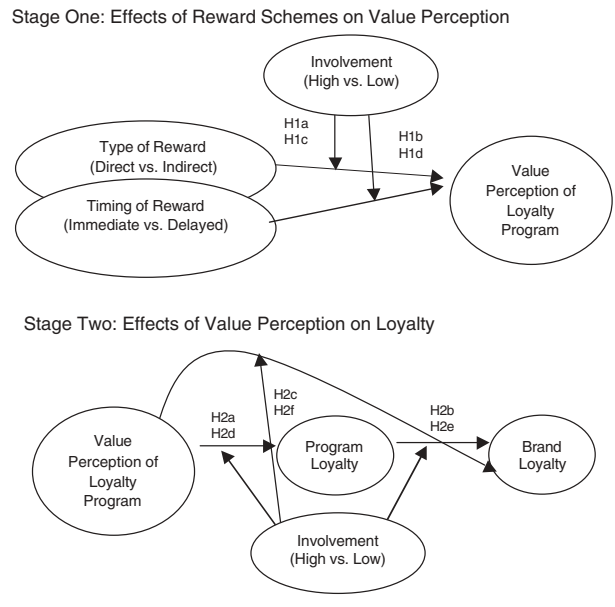 Stage One: Effects of Reward Schemes on Value Perception
Involvement
(High vs. Low)
H1a
H1c
H1b
H1d
Type of Reward
(Direct vs. Indirect)
Timing of Reward
(Immediate vs. Delayed)
Value
Perception of
Loyalty
Program
Stage Two: Effects of Value Perception on Loyalty
Value
Perception of
Loyalty
Program
H2a
H2d
H2c
H2f
Program
Loyalty
H2b
H2e
Brand
Loyalty
Involvement
(High vs. Low)